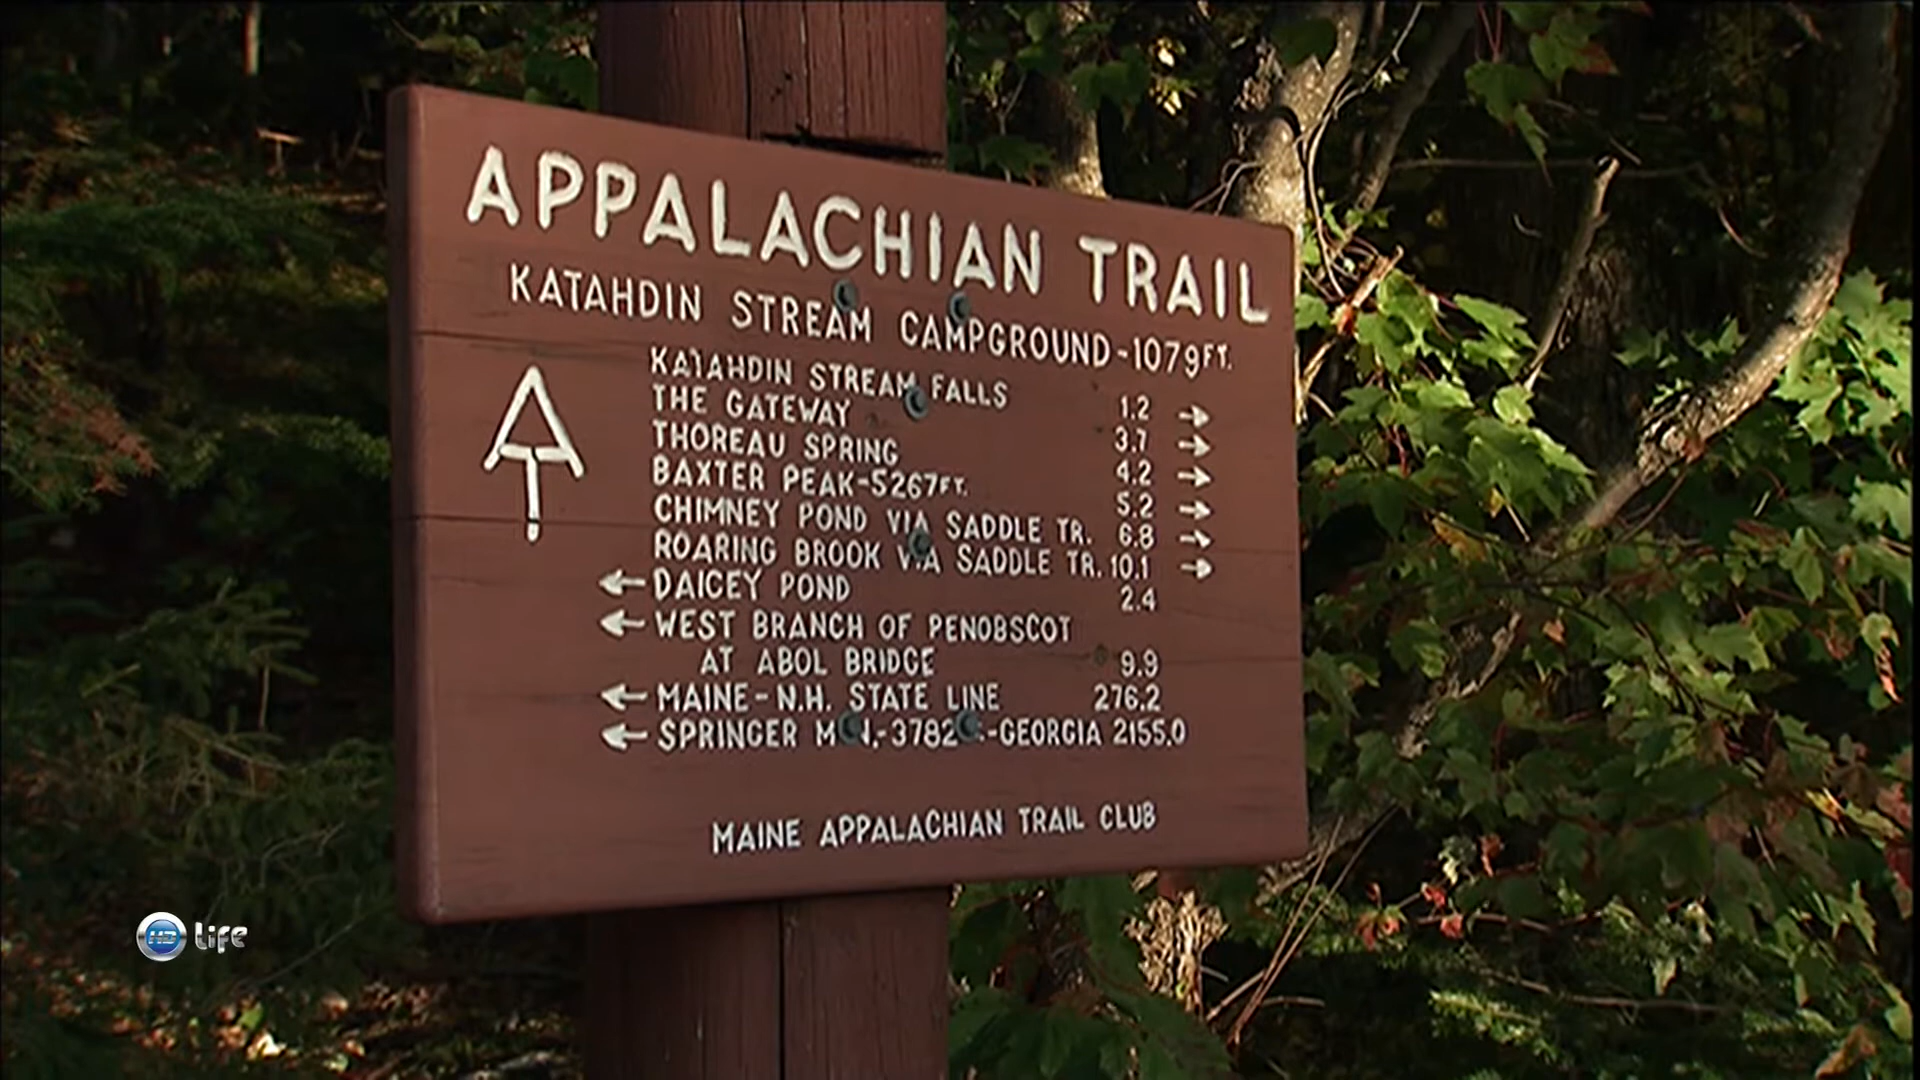 APPALACHIAN TRAIL
KATAHDIN STREAM CAMPGROUND-1079FT.
KATAHDIN STREAM FALLS 1.2 →
THE GATEWAY 3.7 →
THOREAU SPRING 4.2 →
BAXTER PEAK-5267FT. 5.2 →
CHIMNEY POND VIA SADDLE TR. 6.8 →
ROARING BROOK VIA SADDLE TR. 10.1 →
← DAICEY POND 2.4
← WEST BRANCH OF PENOBSCOT
AT ABOL BRIDGE 9.9
← MAINE-N.H. STATE LINE 276.2
← SPRINGER -3782 -GEORGIA 2155.0
MAINE APPALACHIAN TRAIL CLUB
HD Life